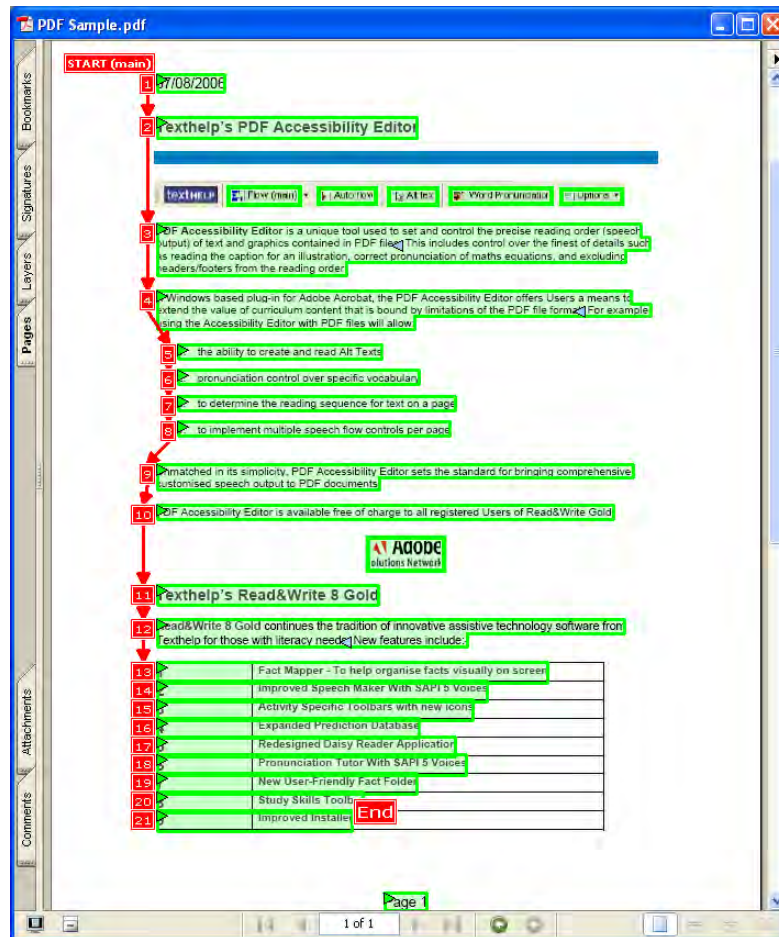 PDF Sample.pdf
Bookmarks
Signatures
Layers
Pages
Attachments
Comments
START (main)
1 07/08/2006
2 Texthelp's PDF Accessibility Editor
textHELP Flow (main) Auto flow Alt tex Word Pronunciation Options
3 PDF Accessibility Editor is a unique tool used to set and control the precise reading order (speech
output) of text and graphics contained in PDF files. This includes control over the finest of details such
as reading the caption for an illustration, correct pronunciation of maths equations, and excluding
headers/footers from the reading order
4 Windows based plug-in for Adobe Acrobat, the PDF Accessibility Editor offers Users a means to
extend the value of curriculum content that is bound by limitations of the PDF file format. For example
using the Accessibility Editor with PDF files will allow
5 the ability to create and read Alt Texts
6 pronunciation control over specific vocabulary
7 to determine the reading sequence for text on a page
8 to implement multiple speech flow controls per page
9 Unmatched in its simplicity, PDF Accessibility Editor sets the standard for bringing comprehensive
customised speech output to PDF documents
10 PDF Accessibility Editor is available free of charge to all registered Users of Read&Write Gold
ADOBE
olutions Network
11 Texthelp's Read&Write 8 Gold
12 Read&Write 8 Gold continues the tradition of innovative assistive technology software from
Texthelp for those with literacy needs. New features include:-
13 Fact Mapper - To help organise facts visually on screen
14 Improved Speech Maker With SAPI 5 Voices
15 Activity Specific Toolbars with new icons
16 Expanded Prediction Database
17 Redesigned Daisy Reader Application
18 Pronunciation Tutor With SAPI 5 Voices
19 New User-Friendly Fact Folder
20 Study Skills Toolb
End
21 Improved Installer
Page 1
1 of 1